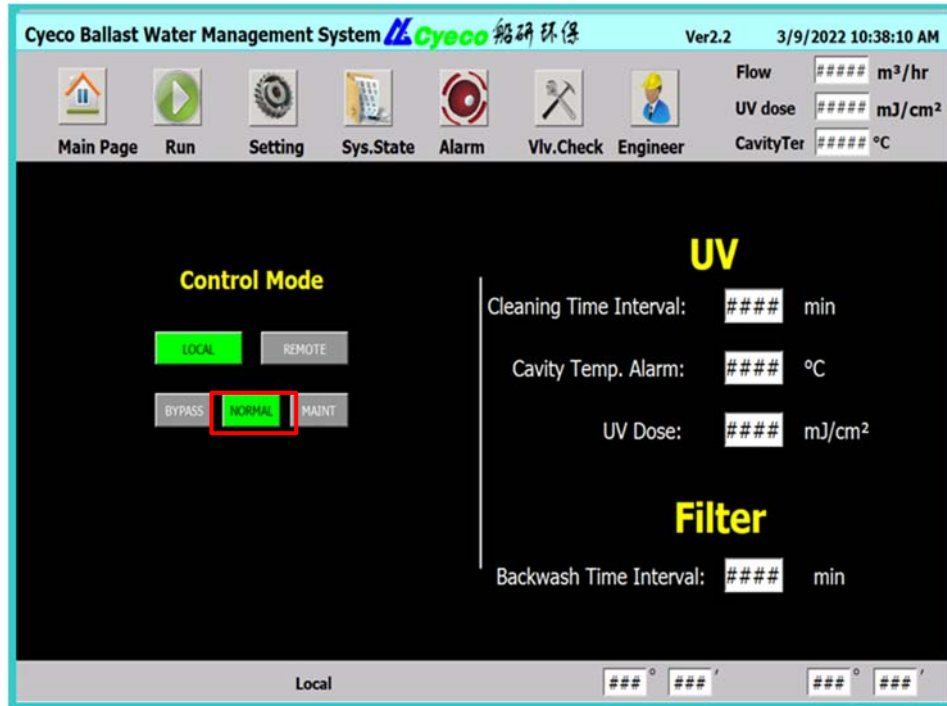 Cyeco Ballast Water Management System Cyeco 船研环保 Ver2.2 3/9/2022 10:38:10 AM
Flow ##### m³/hr
UV dose ##### mJ/cm²
CavityTer ##### °C
Main Page Run Setting Sys.State Alarm Vlv.Check Engineer
Control Mode
LOCAL REMOTE
BYPASS NORMAL MAINT
UV
Cleaning Time Interval: #### min
Cavity Temp. Alarm: #### °C
UV Dose: #### mJ/cm²
Filter
Backwash Time Interval: #### min
Local ### ° ### ′ ### ° ### ′